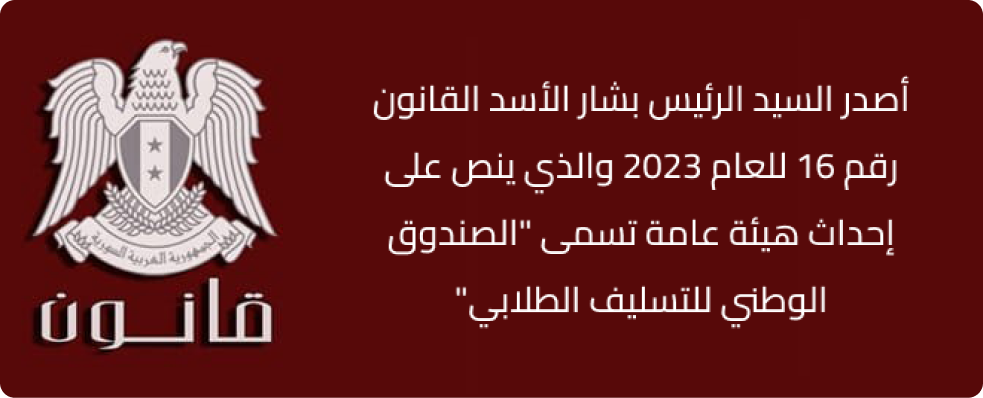 أصدر السيد الرئيس بشار الأسد القانون
رقم 16 للعام 2023 والذي ينص على
إحداث هيئة عامة تسمى "الصندوق
الوطني للتسليف الطلابي"
الجمهورية العربية السورية
قانون